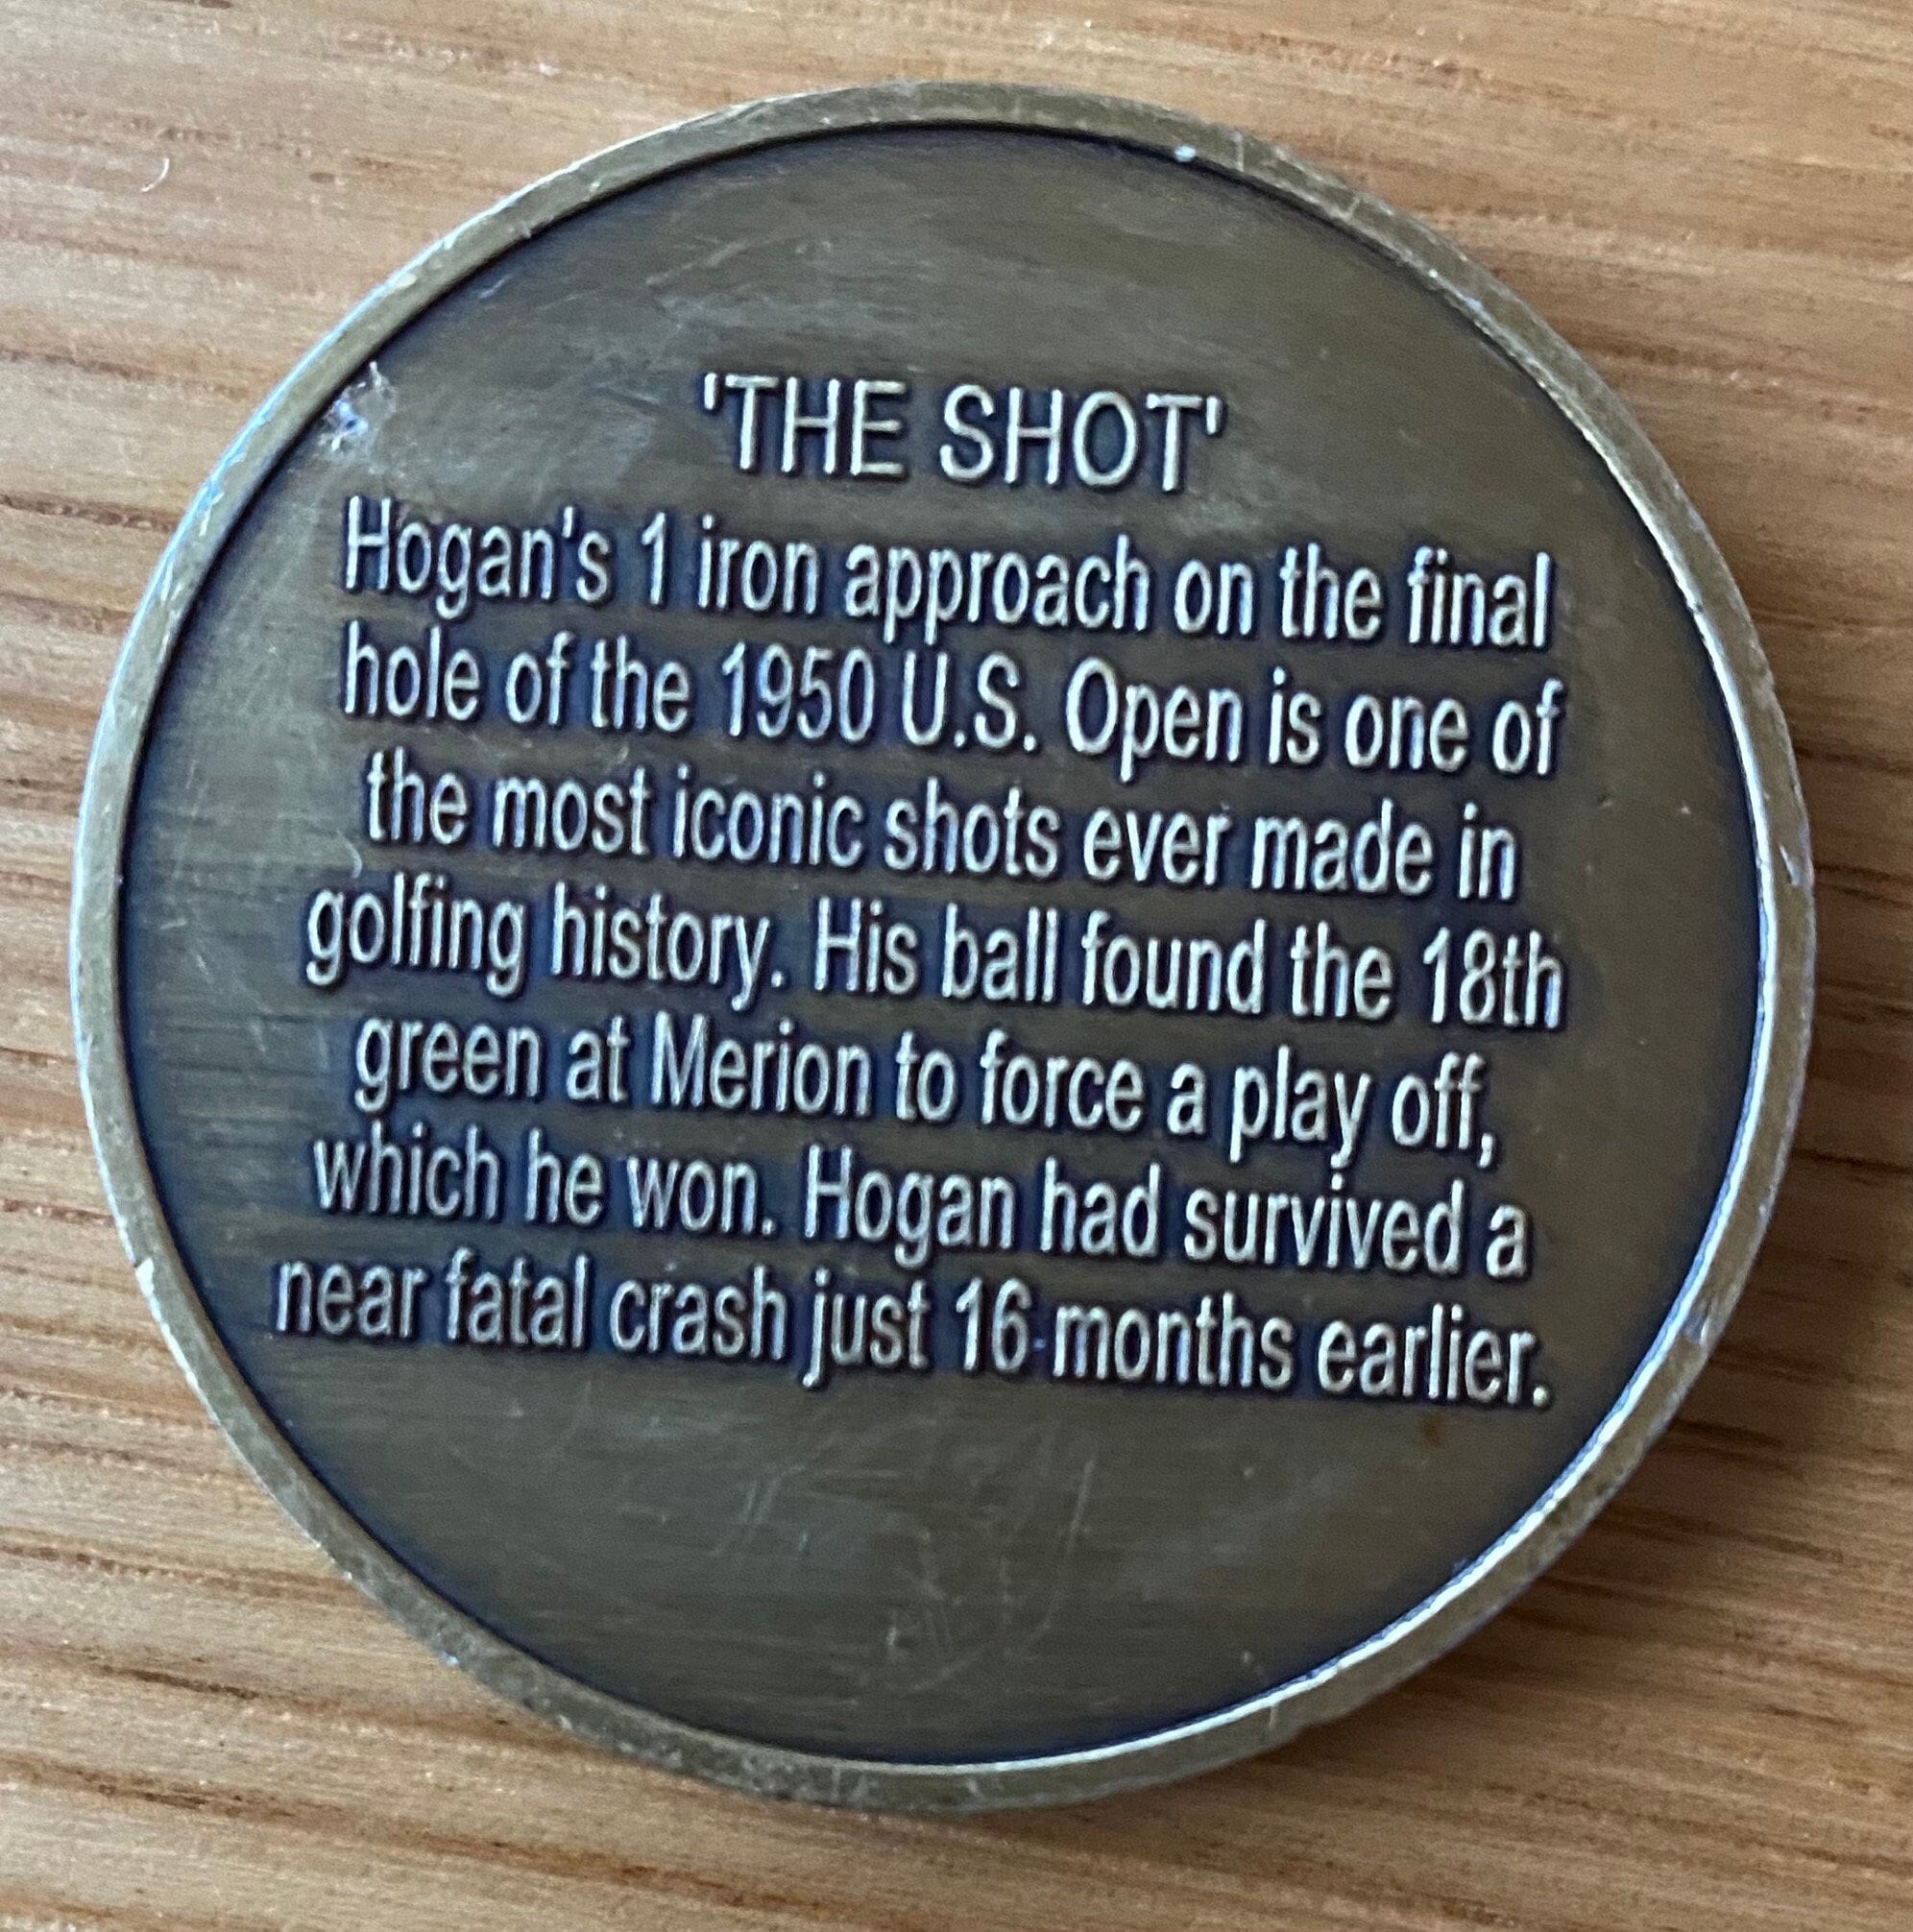 'THE SHOT'
Hogan's 1 iron approach on the final
hole of the 1950 U.S. Open is one of
the most iconic shots ever made in
golfing history. His ball found the 18th
green at Merion to force a play off,
which he won. Hogan had survived a
near fatal crash just 16 months earlier.